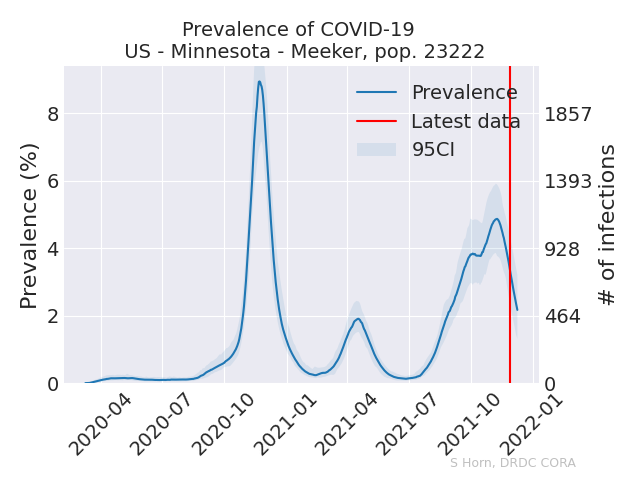 Prevalence of COVID-19
US - Minnesota - Meeker, pop. 23222
Prevalence (%)
8
6
4
2
0
Prevalence
Latest data
95CI
1857
1393
928
464
0
# of infections
2020-04
2020-07
2020-10
2021-01
2021-04
2021-07
2021-10
2022-01
S Horn, DRDC CORA